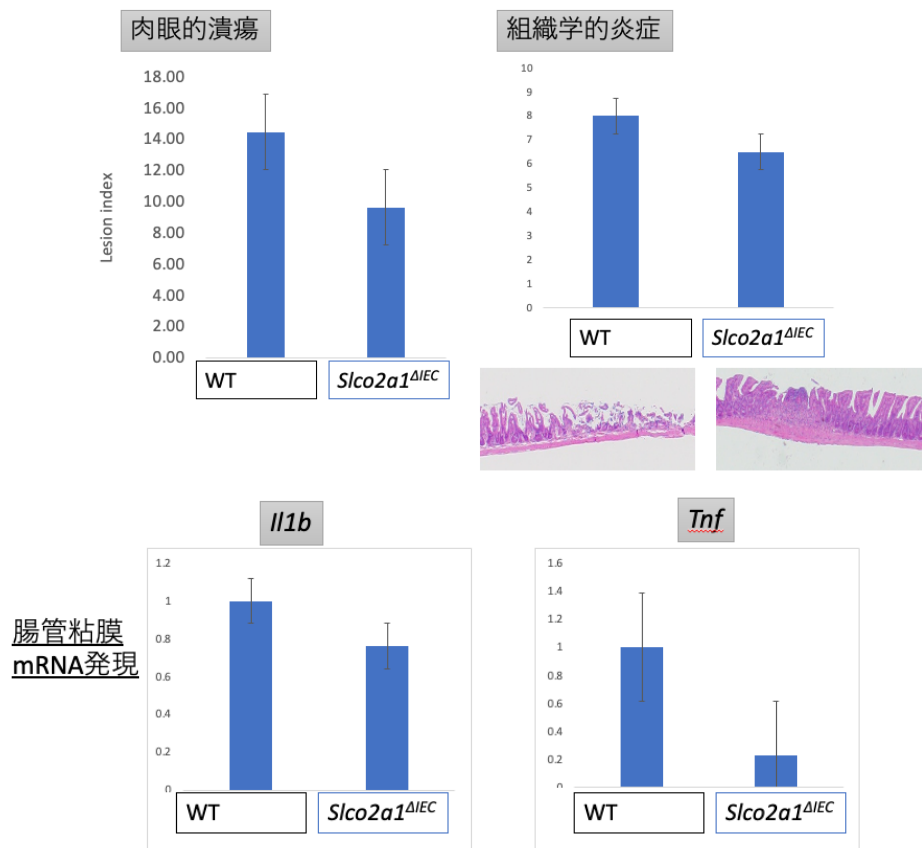 肉眼的潰瘍
組織学的炎症
Lesion index
18.00
16.00
14.00
12.00
10.00
8.00
6.00
4.00
2.00
0.00
WT
Slco2a1ΔIEC
10
9
8
7
6
5
4
3
2
1
0
WT
Slco2a1ΔIEC
腸管粘膜
mRNA発現
Il1b
1.2
1
0.8
0.6
0.4
0.2
0
WT
Slco2a1ΔIEC
Tnf
1.6
1.4
1.2
1
0.8
0.6
0.4
0.2
0
WT
Slco2a1ΔIEC